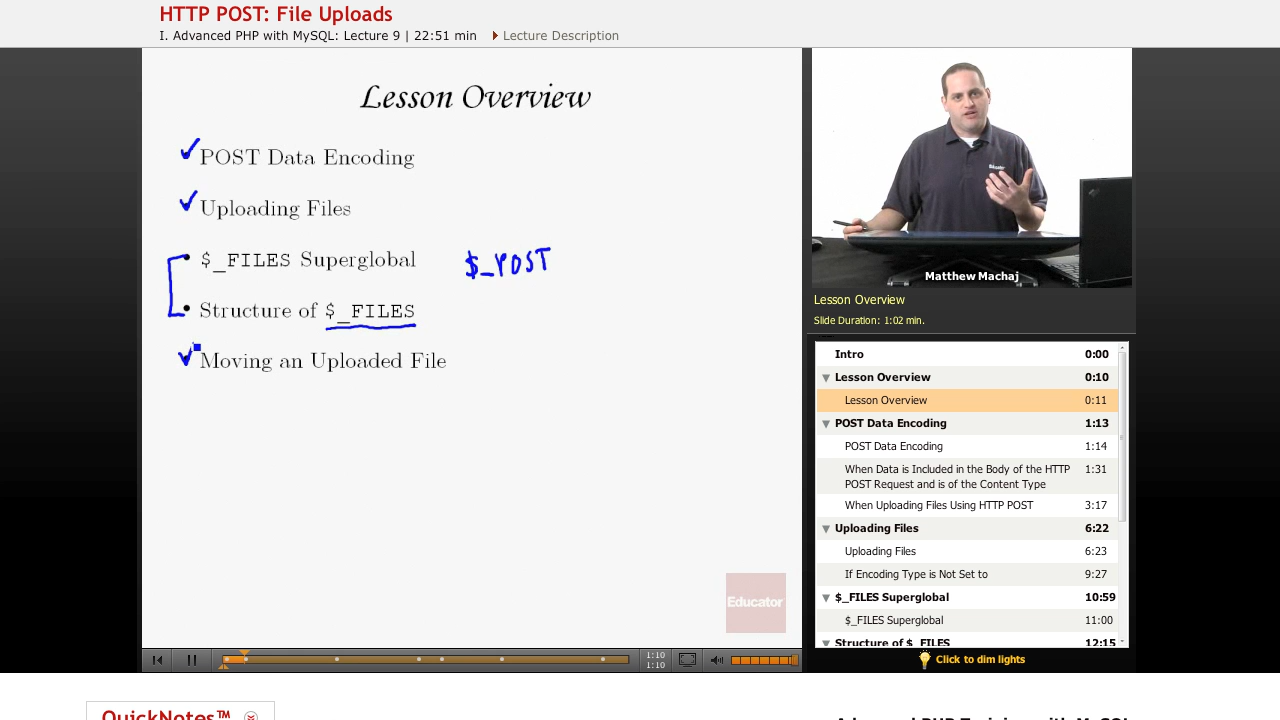 HTTP POST: File Uploads
I. Advanced PHP with MySQL: Lecture 9 | 22:51 min Lecture Description
Lesson Overview
POST Data Encoding
Uploading Files
$_FILES Superglobal $_POST
Structure of $_FILES
Moving an Uploaded File
Educator
1:10
1:10
Matthew Machaj
Lesson Overview
Slide Duration: 1:02 min.
Intro 0:00
Lesson Overview 0:10
Lesson Overview 0:11
POST Data Encoding 1:13
POST Data Encoding 1:14
When Data is Included in the Body of the HTTP 1:31
POST Request and is of the Content Type
When Uploading Files Using HTTP POST 3:17
Uploading Files 6:22
Uploading Files 6:23
If Encoding Type is Not Set to 9:27
$_FILES Superglobal 10:59
$_FILES Superglobal 11:00
Structure of $_FILES 12:15
Click to dim lights
QuickNotes™
Advanced PHP Training with MySQL